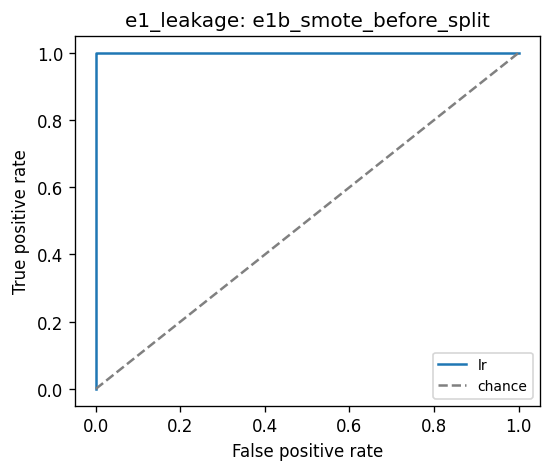 e1_leakage: e1b_smote_before_split
1.0
0.8
0.6
0.4
0.2
0.0
True positive rate
lr
chance
0.0 0.2 0.4 0.6 0.8 1.0
False positive rate